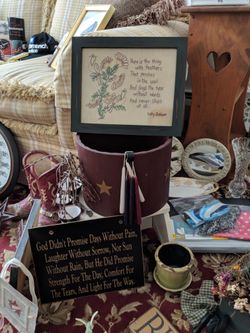 Hope is the thing
with feathers
That perches
in the soul
And sings the tune
without words
And never stops
at all.
Emily Dickinson
God Didn't Promise Days Without Pain,
Laughter Without Sorrow, Nor Sun
Without Rain, But He Did Promise
Strength For The Day, Comfort For
The Tears, And Light For The Way.